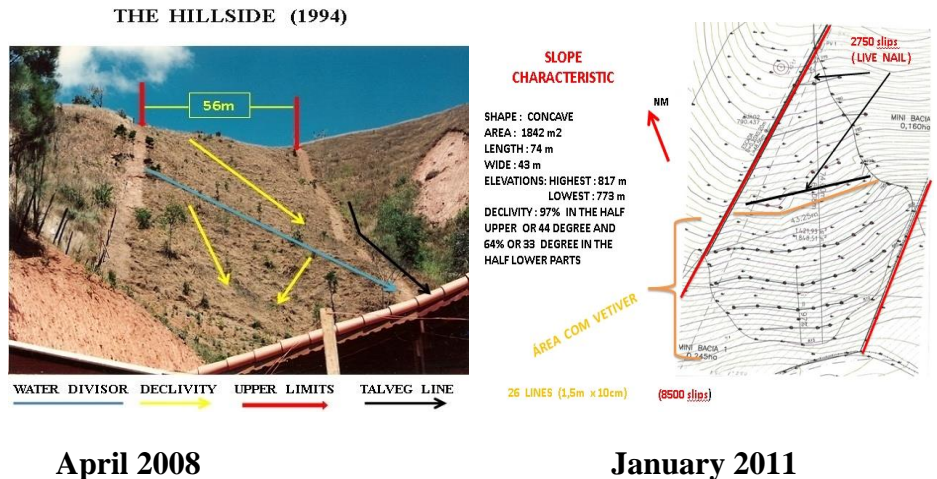 THE HILLSIDE (1994)
56m
WATER DIVISOR DECLIVITY UPPER LIMITS TALVEG LINE
SLOPE
CHARACTERISTIC
SHAPE : CONCAVE
AREA : 1842 m2
LENGTH : 74 m
WIDE : 43 m
ELEVATIONS: HIGHEST : 817 m
LOWEST : 773 m
DECLIVITY : 97% IN THE HALF
UPPER OR 44 DEGREE AND
64% OR 33 DEGREE IN THE
HALF LOWER PARTS
NM
2750 slips
( LIVE NAIL )
MINI BACIA
0,160ha
43.25m
MINI BACIA 1
0,245ha
ÁREA COM VETIVER
26 LINES (1,5m x 10cm)
(8500 slips)
April 2008
January 2011